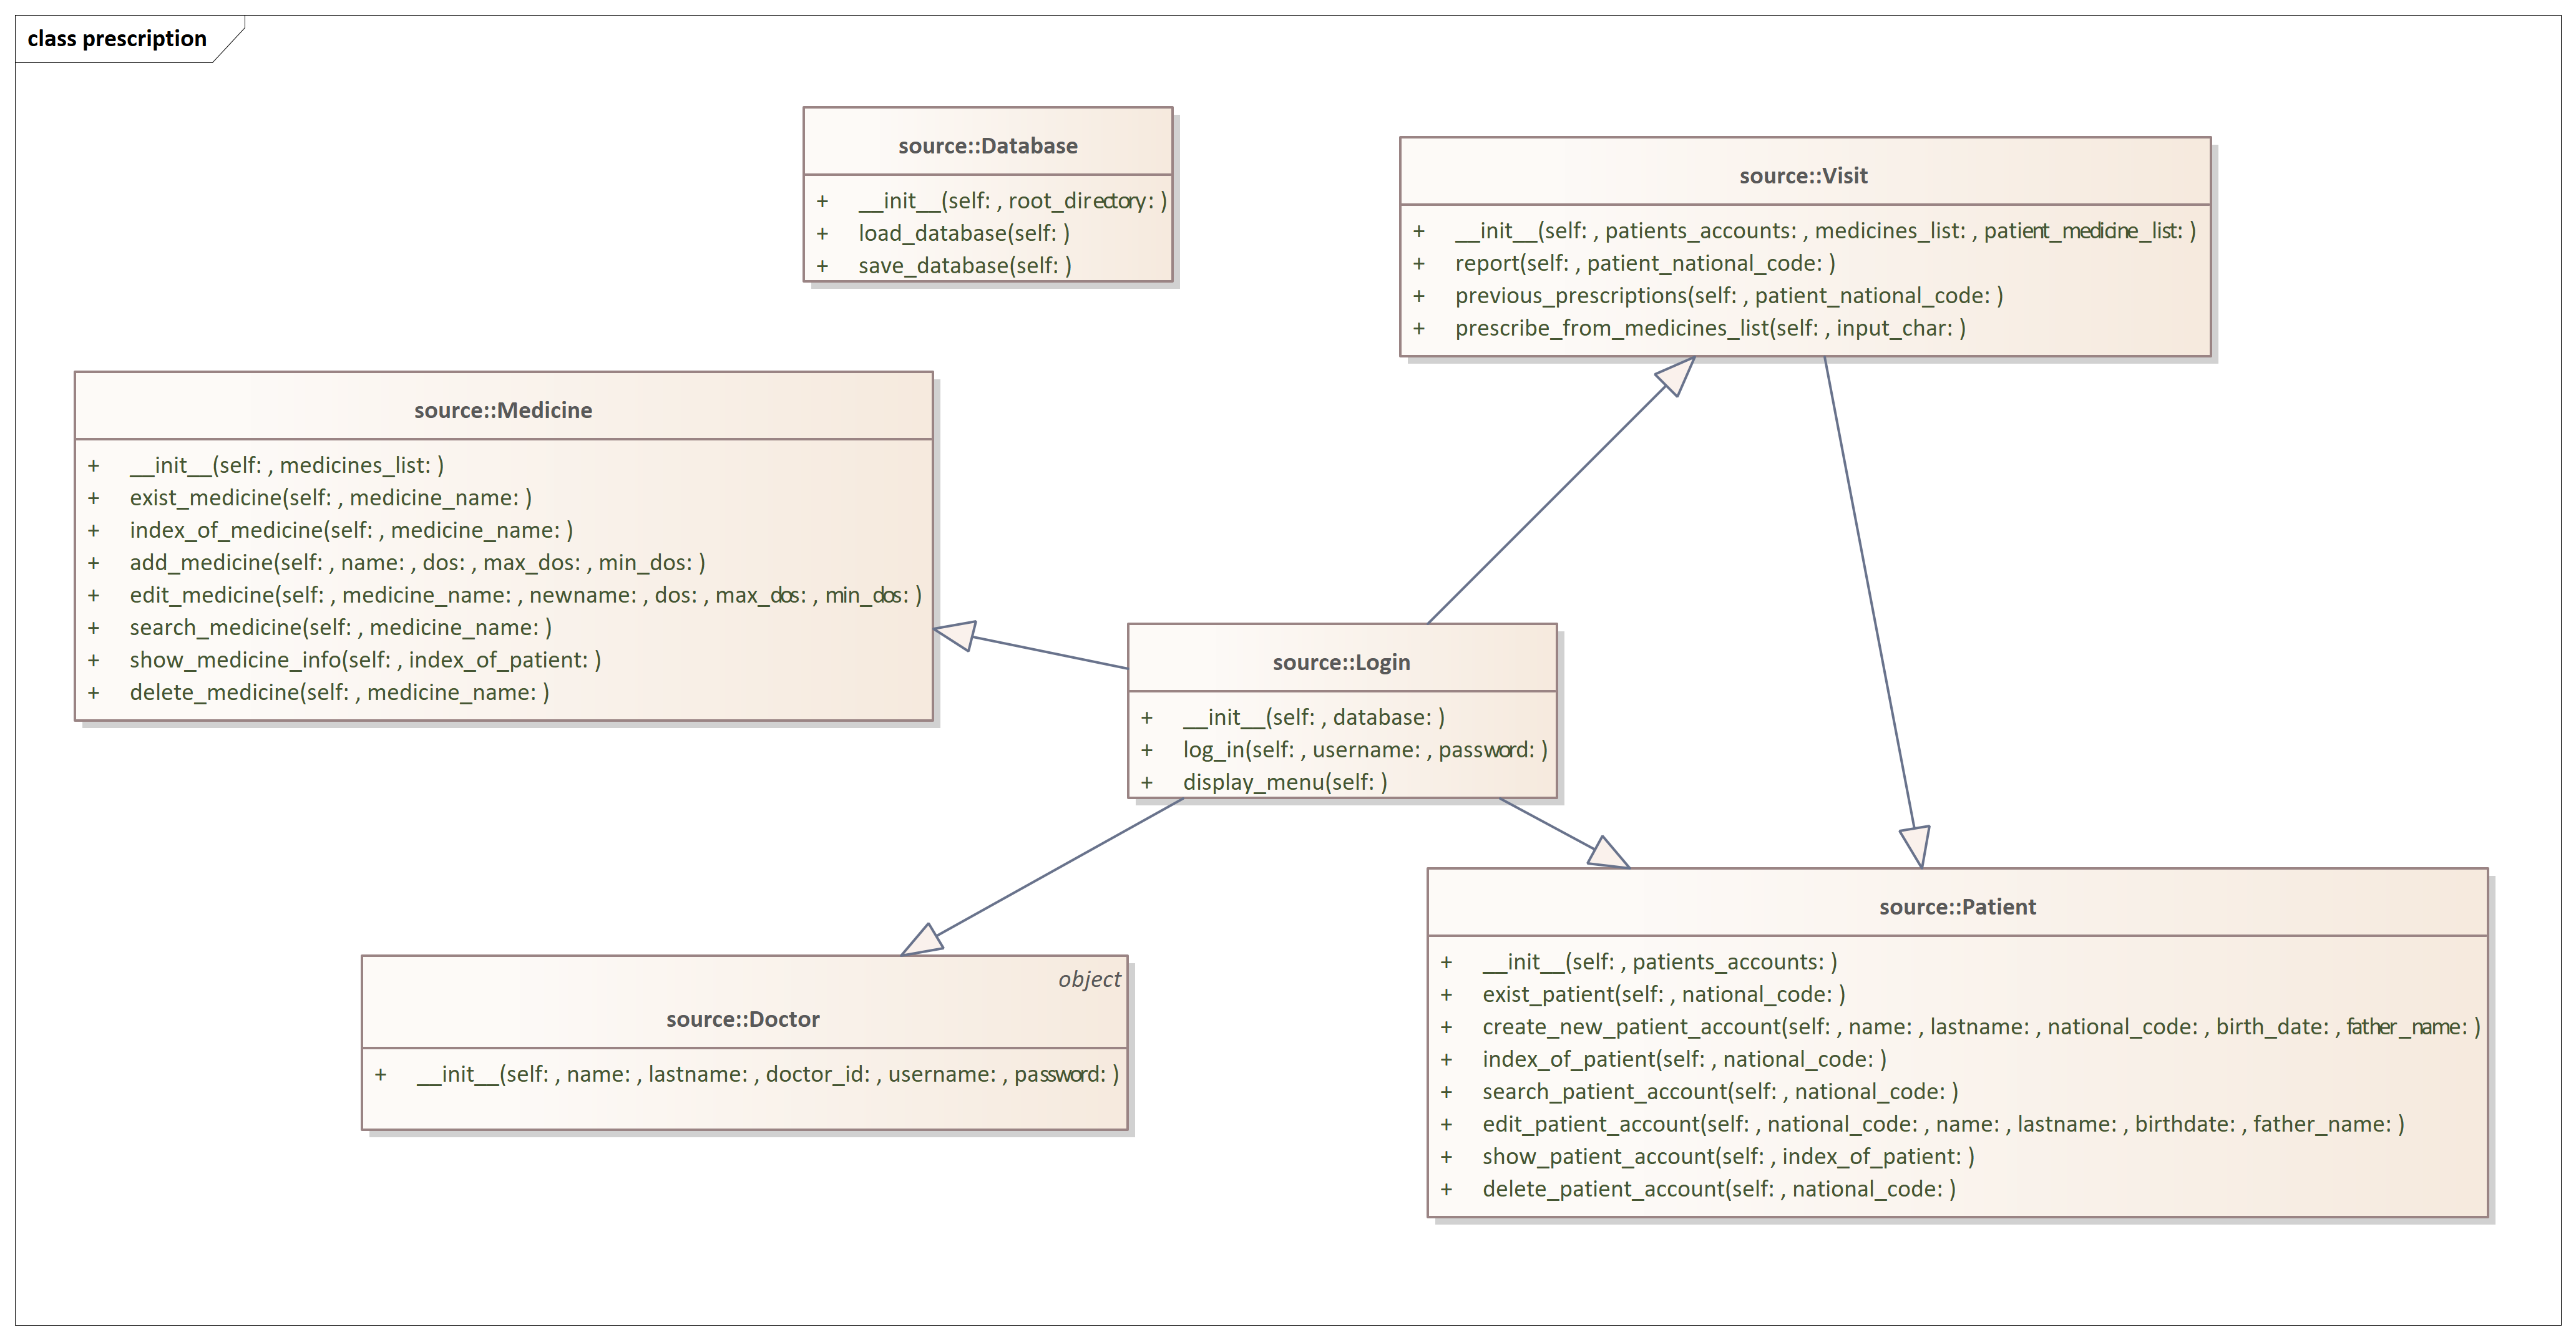 class prescription
source::Database
+ __init__(self: , root_directory: )
+ load_database(self: )
+ save_database(self: )
source::Visit
+ __init__(self: , patients_accounts: , medicines_list: , patient_medicine_list: )
+ report(self: , patient_national_code: )
+ previous_prescriptions(self: , patient_national_code: )
+ prescribe_from_medicines_list(self: , input_char: )
source::Medicine
+ __init__(self: , medicines_list: )
+ exist_medicine(self: , medicine_name: )
+ index_of_medicine(self: , medicine_name: )
+ add_medicine(self: , name: , dos: , max_dos: , min_dos: )
+ edit_medicine(self: , medicine_name: , newname: , dos: , max_dos: , min_dos: )
+ search_medicine(self: , medicine_name: )
+ show_medicine_info(self: , index_of_patient: )
+ delete_medicine(self: , medicine_name: )
source::Login
+ __init__(self: , database: )
+ log_in(self: , username: , password: )
+ display_menu(self: )
object
source::Doctor
+ __init__(self: , name: , lastname: , doctor_id: , username: , password: )
source::Patient
+ __init__(self: , patients_accounts: )
+ exist_patient(self: , national_code: )
+ create_new_patient_account(self: , name: , lastname: , national_code: , birth_date: , father_name: )
+ index_of_patient(self: , national_code: )
+ search_patient_account(self: , national_code: )
+ edit_patient_account(self: , national_code: , name: , lastname: , birthdate: , father_name: )
+ show_patient_account(self: , index_of_patient: )
+ delete_patient_account(self: , national_code: )